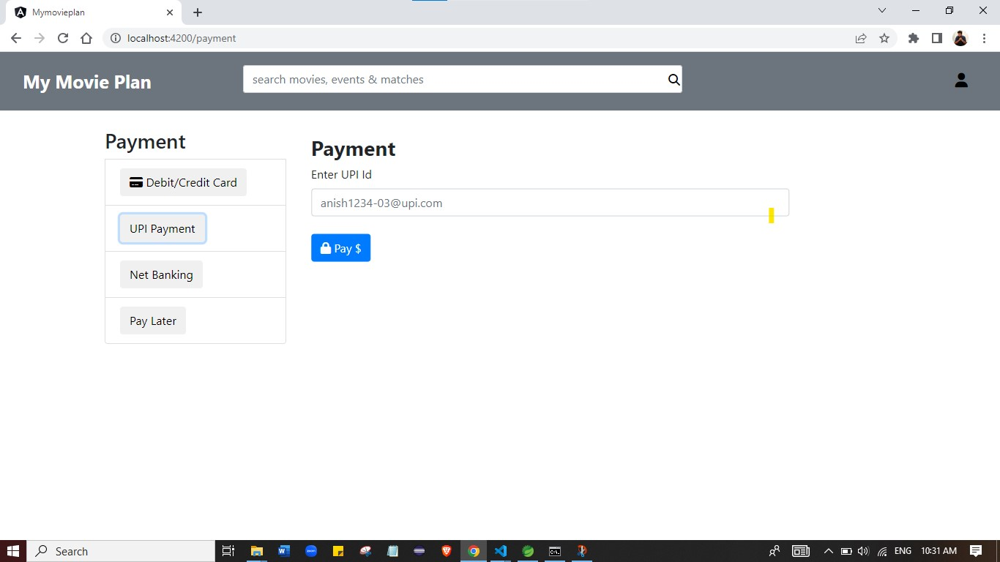 Mymovieplan
localhost:4200/payment
My Movie Plan
search movies, events & matches
Payment
Debit/Credit Card
UPI Payment
Net Banking
Pay Later
Payment
Enter UPI Id
anish1234-03@upi.com
Pay $
Search
ENG
10:31 AM